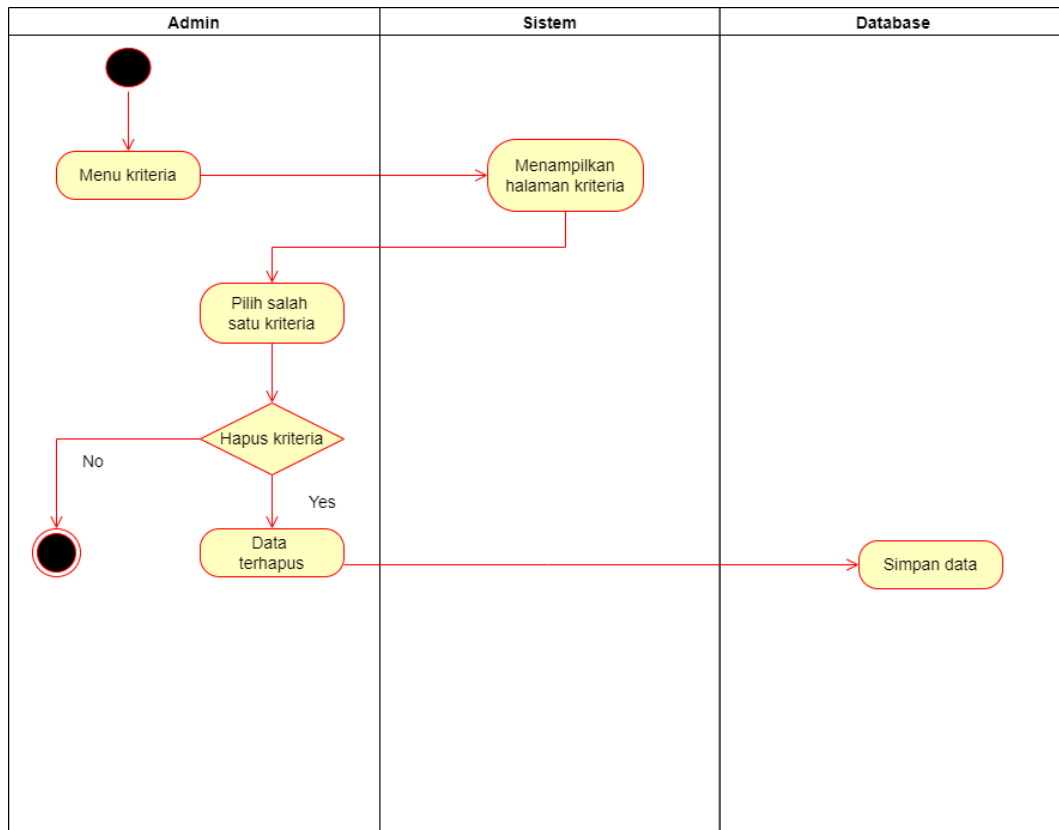 Admin
Sistem
Database
Menu kriteria
Menampilkan
halaman kriteria
Pilih salah
satu kriteria
Hapus kriteria
No
Yes
Data
terhapus
Simpan data